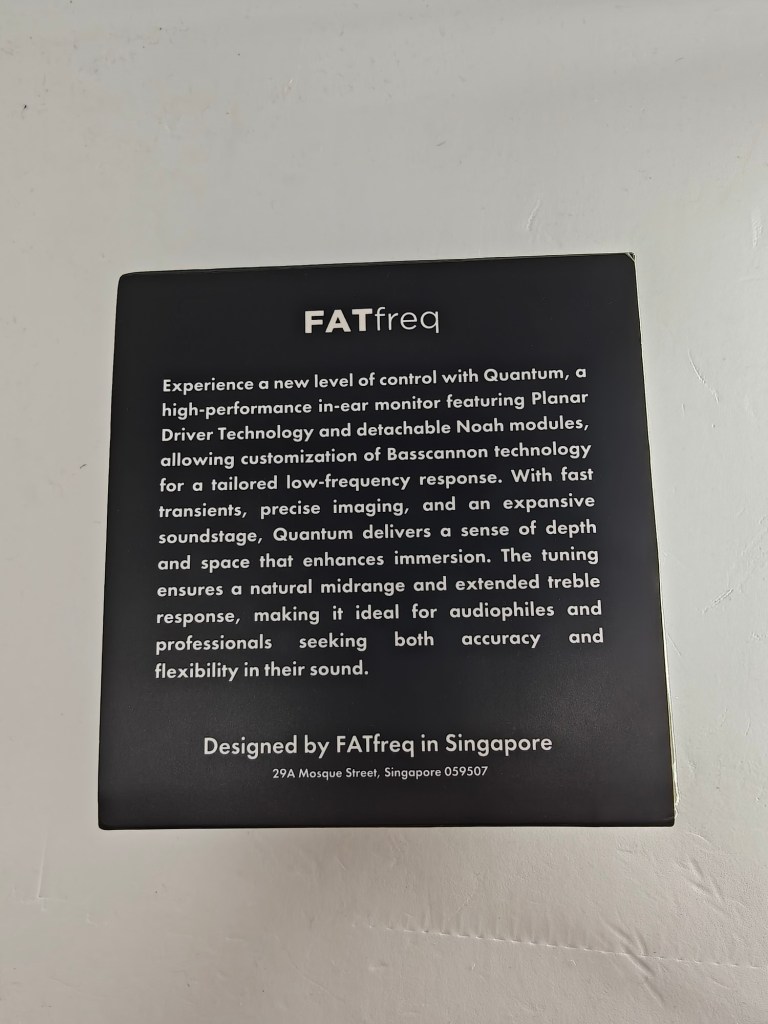 FATfreq
Experience a new level of control with Quantum, a
high-performance in-ear monitor featuring Planar
Driver Technology and detachable Noah modules,
allowing customization of Basscannon technology
for a tailored low-frequency response. With fast
transients, precise imaging, and an expansive
soundstage, Quantum delivers a sense of depth
and space that enhances immersion. The tuning
ensures a natural midrange and extended treble
response, making it ideal for audiophiles and
professionals seeking both accuracy and
flexibility in their sound.
Designed by FATfreq in Singapore
29A Mosque Street, Singapore 059507